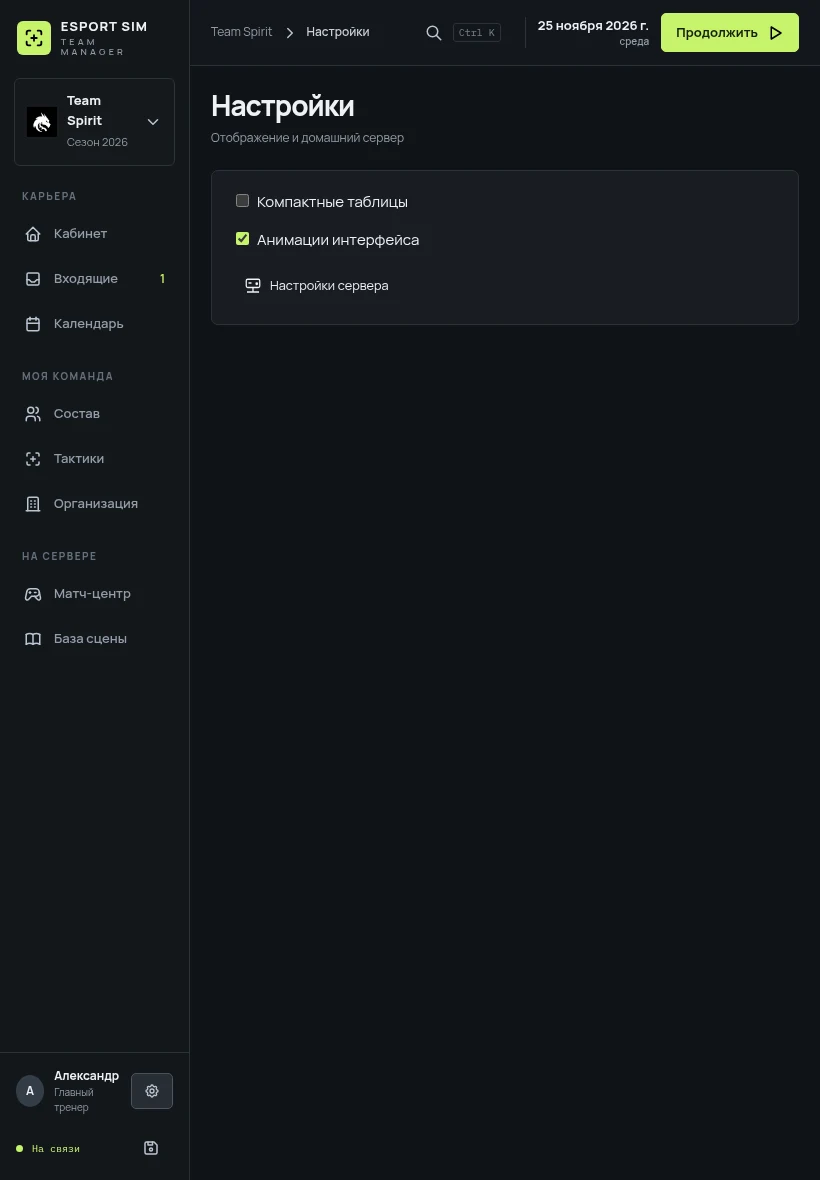 ESPORT SIM
TEAM
MANAGER
Team
Spirit
Сезон 2026
КАРЬЕРА
Кабинет
Входящие 1
Календарь
МОЯ КОМАНДА
Состав
Тактики
Организация
НА СЕРВЕРЕ
Матч-центр
База сцены
А Александр
Главный
тренер
На связи
Team Spirit Настройки
Ctrl K
25 ноября 2026 г.
среда
Продолжить
Настройки
Отображение и домашний сервер
Компактные таблицы
Анимации интерфейса
Настройки сервера